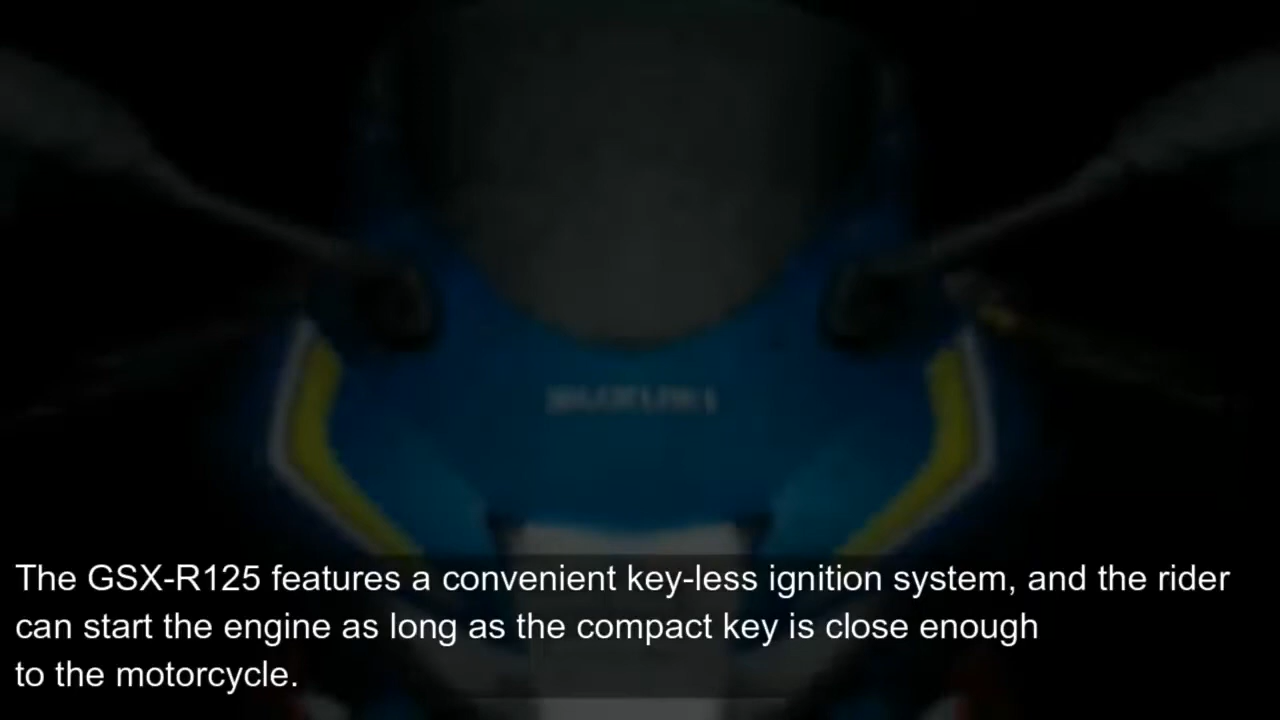 SUZUKI
The GSX-R125 features a convenient key-less ignition system, and the rider
can start the engine as long as the compact key is close enough
to the motorcycle.